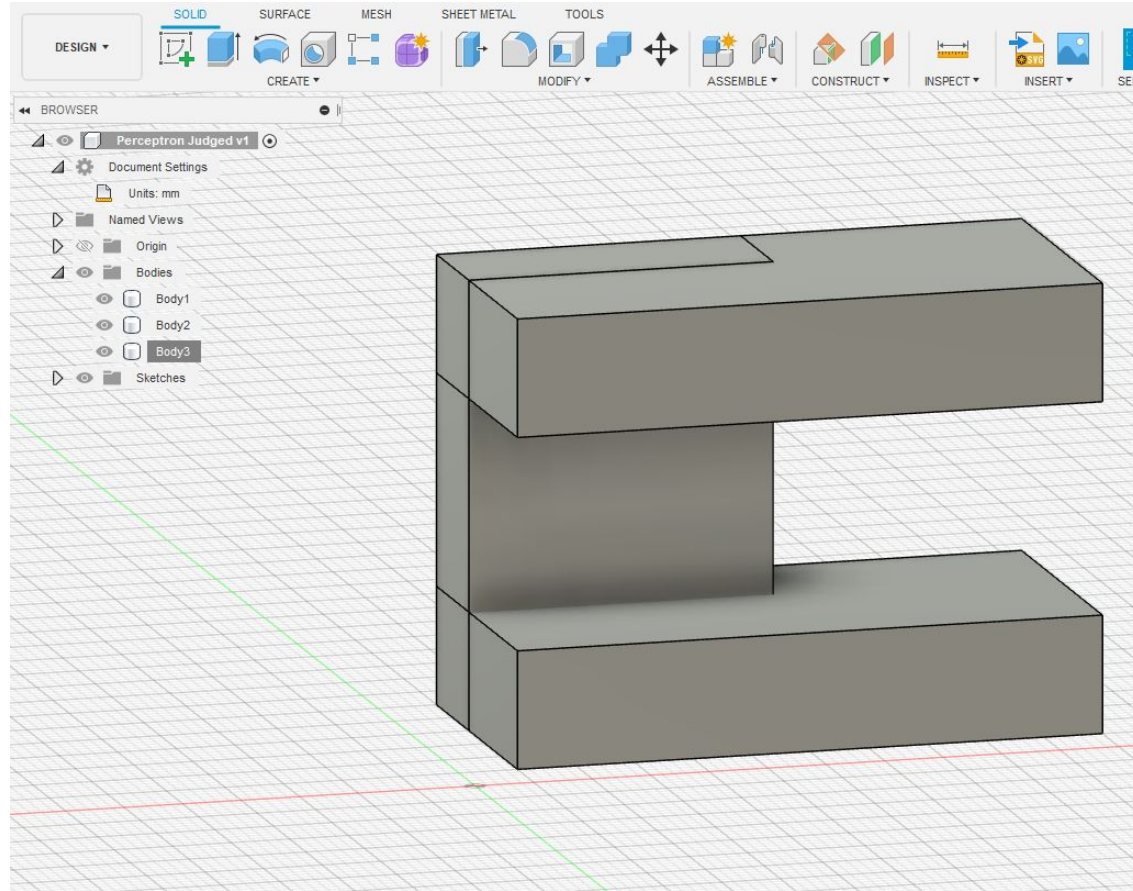 SOLID SURFACE MESH SHEET METAL TOOLS
DESIGN ▾
CREATE ▾ MODIFY ▾ ASSEMBLE ▾ CONSTRUCT ▾ INSPECT ▾ INSERT ▾
SVG
BROWSER
Perceptron Judged v1
Document Settings
Units: mm
Named Views
Origin
Bodies
Body1
Body2
Body3
Sketches